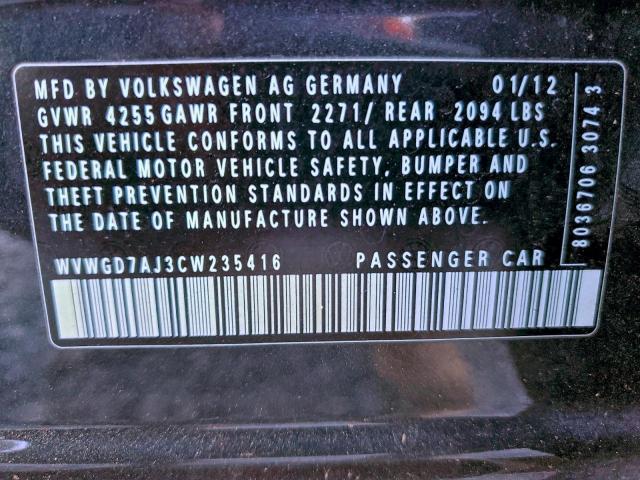 MFD BY VOLKSWAGEN AG GERMANY 01/12
GVWR 4255 GAWR FRONT 2271/ REAR 2094 LBS
THIS VEHICLE CONFORMS TO ALL APPLICABLE U.S.
FEDERAL MOTOR VEHICLE SAFETY, BUMPER AND
THEFT PREVENTION STANDARDS IN EFFECT ON
THE DATE OF MANUFACTURE SHOWN ABOVE.
WVWGD7AJ3CW235416 PASSENGER CAR
8036706 3074 3